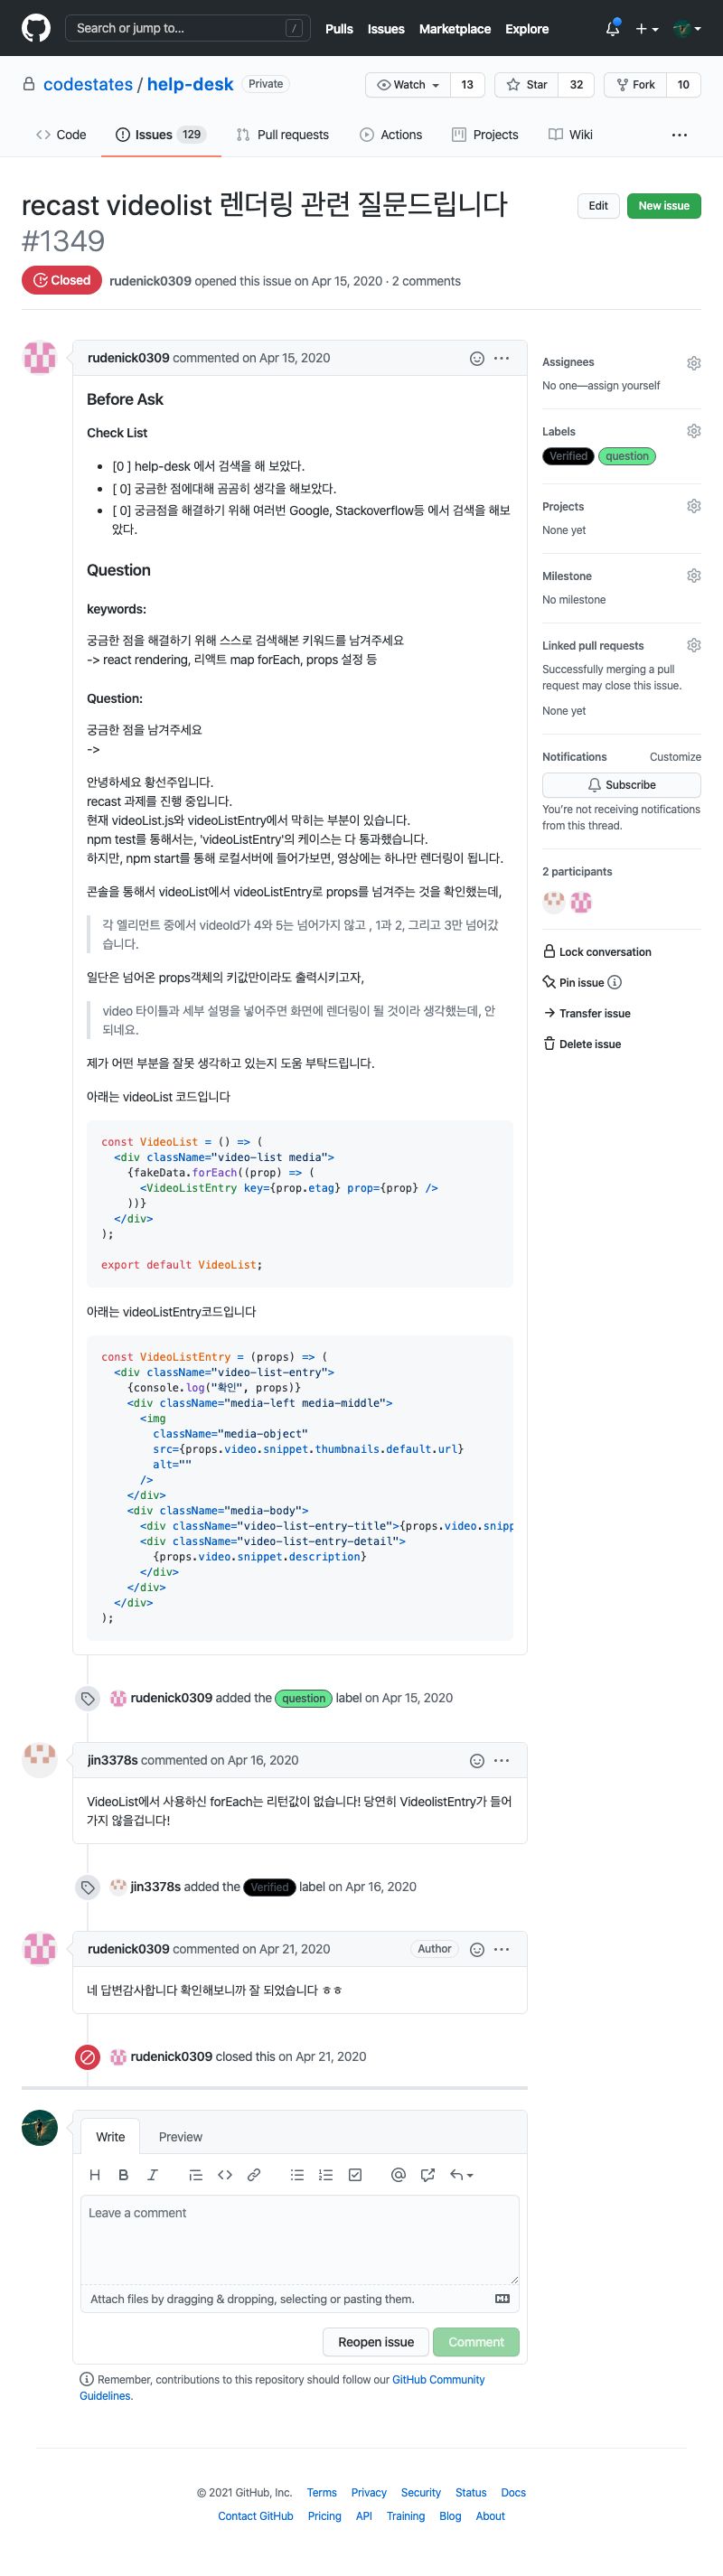 Search or jump to...
/
Pulls Issues Marketplace Explore
codestates / help-desk Private
Watch 13 Star 32 Fork 10
Code Issues 129 Pull requests Actions Projects Wiki
recast videolist 렌더링 관련 질문드립니다
#1349
Edit New issue
Closed rudenick0309 opened this issue on Apr 15, 2020 · 2 comments
rudenick0309 commented on Apr 15, 2020
Before Ask
Check List
• [0 ] help-desk 에서 검색을 해 보았다.
• [ 0] 궁금한 점에대해 곰곰히 생각을 해보았다.
• [ 0] 궁금점을 해결하기 위해 여러번 Google, Stackoverflow등 에서 검색을 해보
았다.
Question
keywords:
궁금한 점을 해결하기 위해 스스로 검색해본 키워드를 남겨주세요
-> react rendering, 리액트 map forEach, props 설정 등
Question:
궁금한 점을 남겨주세요
->
안녕하세요 황선주입니다.
recast 과제를 진행 중입니다.
현재 videoList.js와 videoListEntry에서 막히는 부분이 있습니다.
npm test를 통해서는, 'videoListEntry'의 케이스는 다 통과했습니다.
하지만, npm start를 통해 로컬서버에 들어가보면, 영상에는 하나만 렌더링이 됩니다.
콘솔을 통해서 videoList에서 videoListEntry로 props를 넘겨주는 것을 확인했는데,
각 엘리먼트 중에서 videoId가 4와 5는 넘어가지 않고 , 1과 2, 그리고 3만 넘어갔
습니다.
일단은 넘어온 props객체의 키값만이라도 출력시키고자,
video 타이틀과 세부 설명을 넣어주면 화면에 렌더링이 될 것이라 생각했는데, 안
되네요.
제가 어떤 부분을 잘못 생각하고 있는지 도움 부탁드립니다.
아래는 videoList 코드입니다
const VideoList = () => (
<div className="video-list media">
{fakeData.forEach((prop) => (
<VideoListEntry key={prop.etag} prop={prop} />
))}
</div>
);
export default VideoList;
아래는 videoListEntry코드입니다
const VideoListEntry = (props) => (
<div className="video-list-entry">
{console.log("확인", props)}
<div className="media-left media-middle">
<img
className="media-object"
src={props.video.snippet.thumbnails.default.url}
alt=""
/>
</div>
<div className="media-body">
<div className="video-list-entry-title">{props.video.snipp
<div className="video-list-entry-detail">
{props.video.snippet.description}
</div>
</div>
</div>
);
rudenick0309 added the question label on Apr 15, 2020
jin3378s commented on Apr 16, 2020
VideoList에서 사용하신 forEach는 리턴값이 없습니다! 당연히 VideolistEntry가 들어
가지 않을겁니다!
jin3378s added the Verified label on Apr 16, 2020
rudenick0309 commented on Apr 21, 2020 Author
네 답변감사합니다 확인해보니까 잘 되었습니다 ㅎㅎ
rudenick0309 closed this on Apr 21, 2020
Write Preview
Leave a comment
Attach files by dragging & dropping, selecting or pasting them.
Reopen issue Comment
Remember, contributions to this repository should follow our GitHub Community
Guidelines.
Assignees
No one—assign yourself
Labels
Verified question
Projects
None yet
Milestone
No milestone
Linked pull requests
Successfully merging a pull
request may close this issue.
None yet
Notifications Customize
Subscribe
You're not receiving notifications
from this thread.
2 participants
Lock conversation
Pin issue
Transfer issue
Delete issue
© 2021 GitHub, Inc. Terms Privacy Security Status Docs
Contact GitHub Pricing API Training Blog About